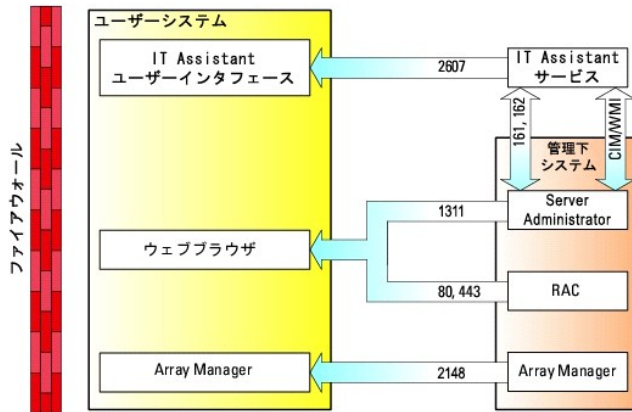 ファイアウォール
ユーザーシステム
IT Assistant
ユーザーインタフェース
2607
IT Assistant
サービス
161, 162
CIM/WMI
管理下
システム
1311
Server
Administrator
ウェブブラウザ
80, 443
RAC
Array Manager
2148
Array Manager